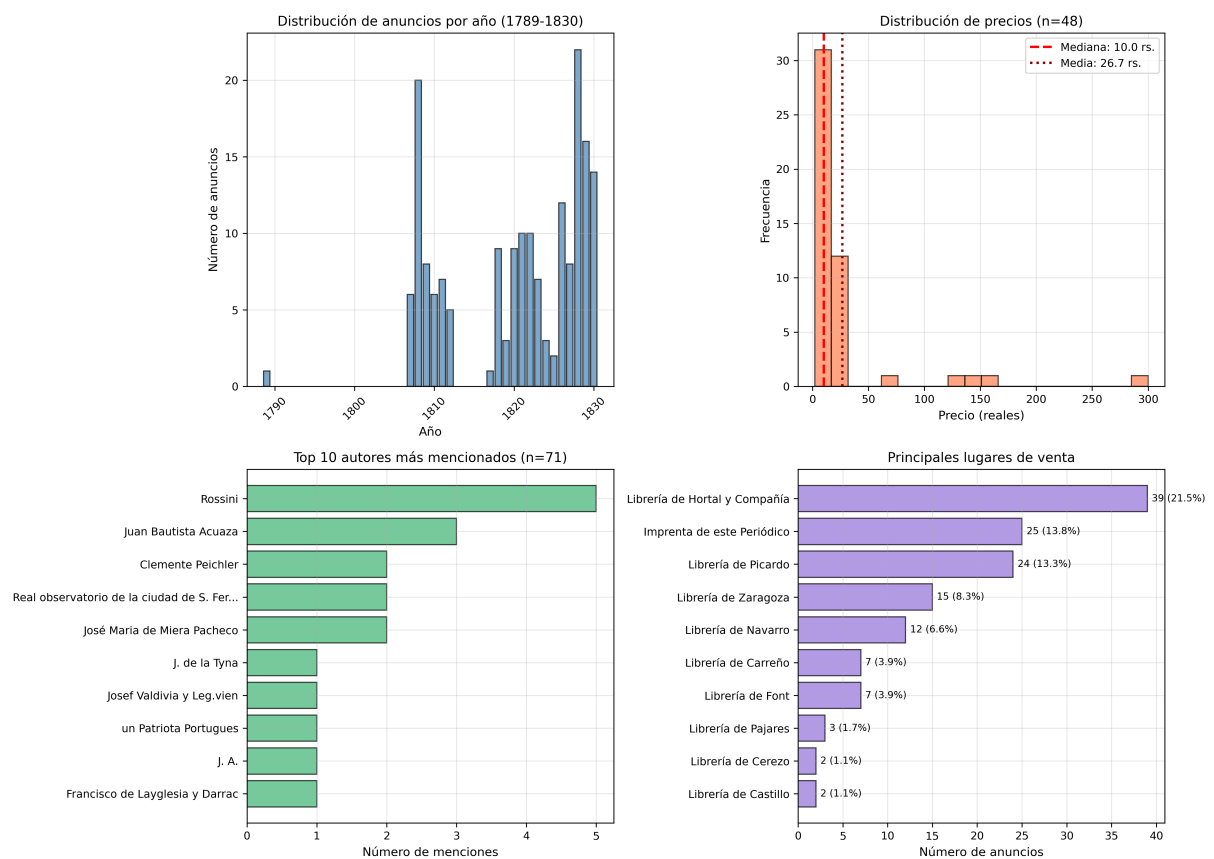 Distribución de anuncios por año (1789-1830)
Número de anuncios
20
15
10
5
0
1790
1800
1810
1820
1830
Año
Distribución de precios (n=48)
Mediana: 10.0 rs.
Media: 26.7 rs.
Frecuencia
30
25
20
15
10
5
0
0
50
100
150
200
250
300
Precio (reales)
Top 10 autores más mencionados (n=71)
Rossini
Juan Bautista Acuaza
Clemente Peichler
Real observatorio de la ciudad de S. Fer...
José Maria de Miera Pacheco
J. de la Tyna
Josef Valdivia y Leg.vien
un Patriota Portugues
J. A.
Francisco de Layglesia y Darrac
0
1
2
3
4
5
Número de menciones
Principales lugares de venta
Librería de Hortal y Compañía
39 (21.5%)
Imprenta de este Periódico
25 (13.8%)
Librería de Picardo
24 (13.3%)
Librería de Zaragoza
15 (8.3%)
Librería de Navarro
12 (6.6%)
Librería de Carreño
7 (3.9%)
Librería de Font
7 (3.9%)
Librería de Pajares
3 (1.7%)
Librería de Cerezo
2 (1.1%)
Librería de Castillo
2 (1.1%)
0
5
10
15
20
25
30
35
40
Número de anuncios